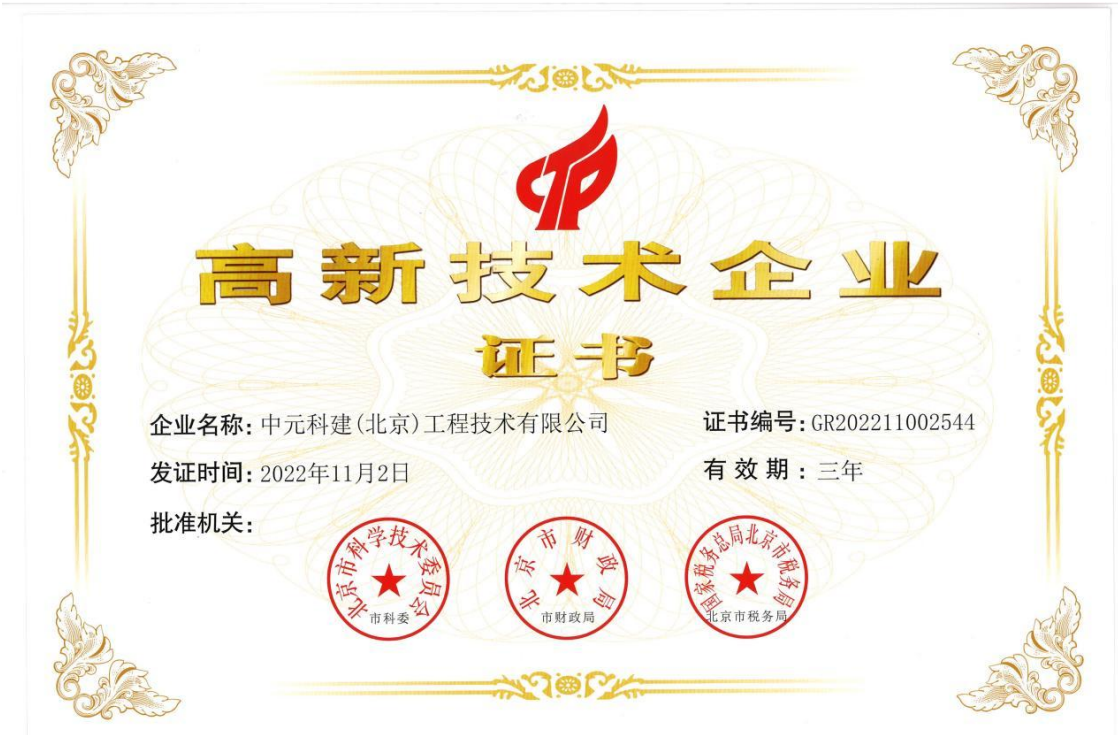 高新技术企业
证书
企业名称:中元科建(北京)工程技术有限公司
证书编号:GR202211002544
发证时间:2022年11月2日
有效期:三年
批准机关:
北京市科学技术委员会
市科委
北京市财政局
市财政局
国家税务总局北京市税务局
北京市税务局